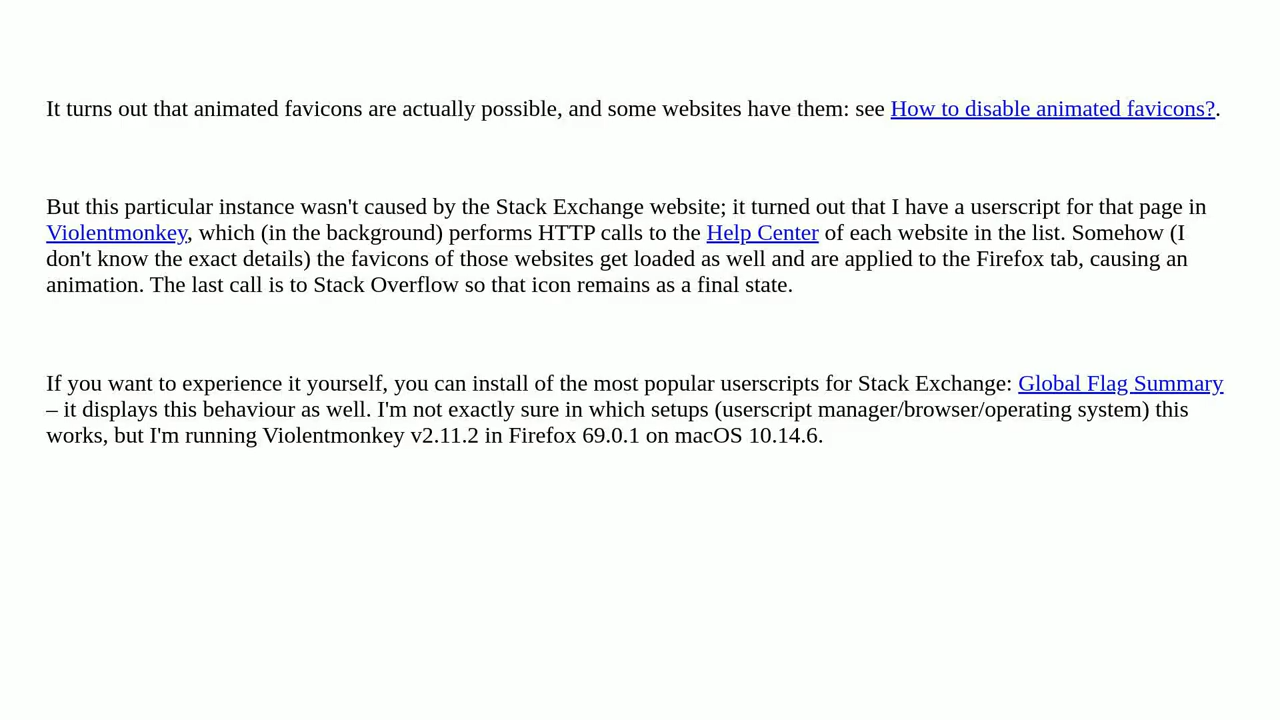 It turns out that animated favicons are actually possible, and some websites have them: see How to disable animated favicons?.
But this particular instance wasn't caused by the Stack Exchange website; it turned out that I have a userscript for that page in
Violentmonkey, which (in the background) performs HTTP calls to the Help Center of each website in the list. Somehow (I
don't know the exact details) the favicons of those websites get loaded as well and are applied to the Firefox tab, causing an
animation. The last call is to Stack Overflow so that icon remains as a final state.
If you want to experience it yourself, you can install of the most popular userscripts for Stack Exchange: Global Flag Summary
– it displays this behaviour as well. I'm not exactly sure in which setups (userscript manager/browser/operating system) this
works, but I'm running Violentmonkey v2.11.2 in Firefox 69.0.1 on macOS 10.14.6.